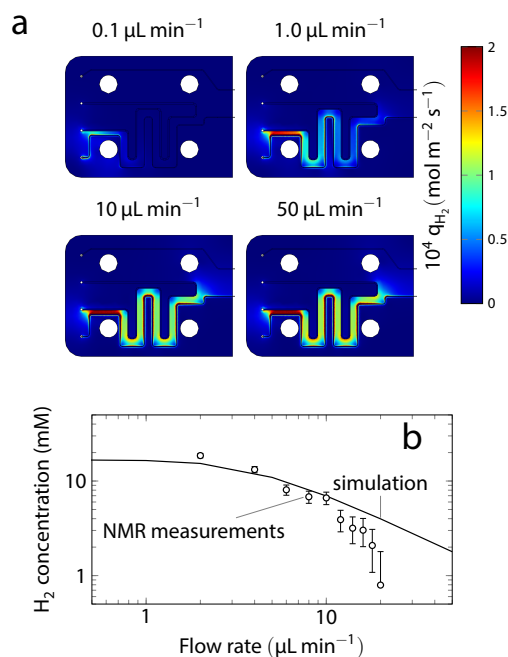 a
0.1 µL min⁻¹
1.0 µL min⁻¹
10 µL min⁻¹
50 µL min⁻¹
2
1.5
1
0.5
0
10⁴ q_H₂ (mol m⁻² s⁻¹)
b
H₂ concentration (mM)
10
1
simulation
NMR measurements
1
10
Flow rate (µL min⁻¹)